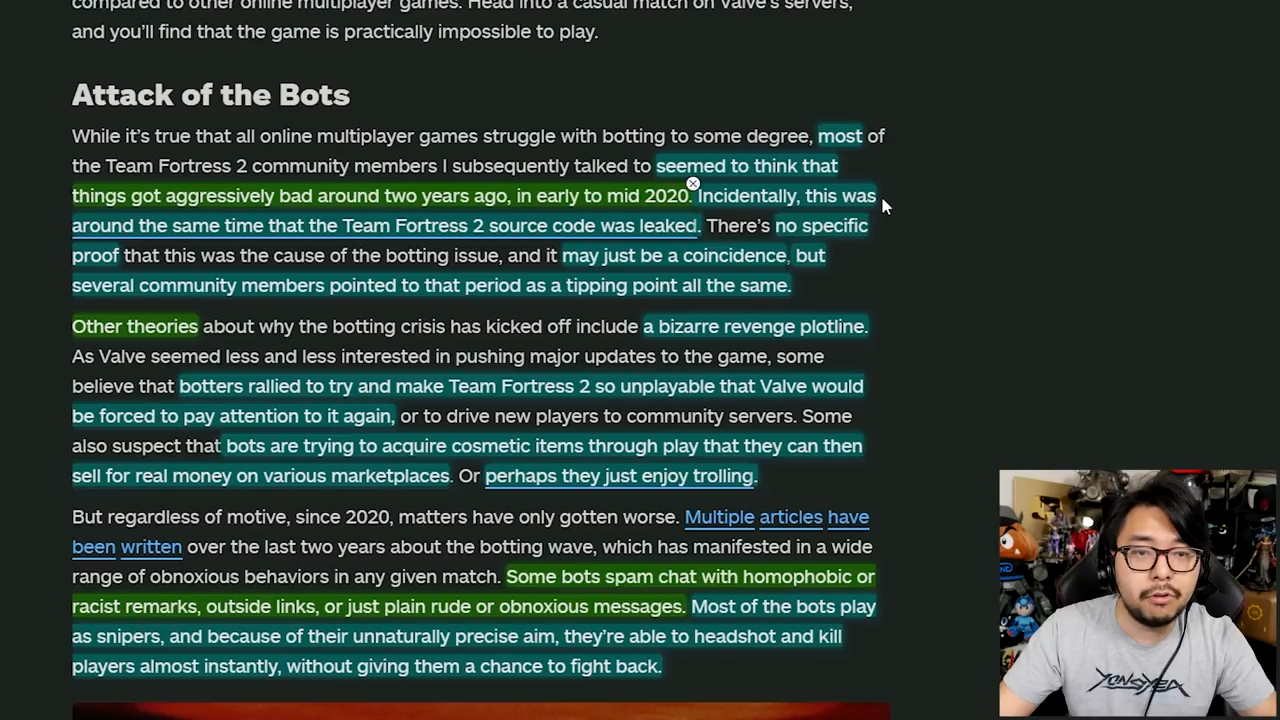 compared to other online multiplayer games. Head into a casual match on Valve's servers,
and you'll find that the game is practically impossible to play.
Attack of the Bots
While it's true that all online multiplayer games struggle with botting to some degree, most of
the Team Fortress 2 community members I subsequently talked to seemed to think that
things got aggressively bad around two years ago, in early to mid 2020. Incidentally, this was
around the same time that the Team Fortress 2 source code was leaked. There's no specific
proof that this was the cause of the botting issue, and it may just be a coincidence, but
several community members pointed to that period as a tipping point all the same.
Other theories about why the botting crisis has kicked off include a bizarre revenge plotline.
As Valve seemed less and less interested in pushing major updates to the game, some
believe that botters rallied to try and make Team Fortress 2 so unplayable that Valve would
be forced to pay attention to it again, or to drive new players to community servers. Some
also suspect that bots are trying to acquire cosmetic items through play that they can then
sell for real money on various marketplaces. Or perhaps they just enjoy trolling.
But regardless of motive, since 2020, matters have only gotten worse. Multiple articles have
been written over the last two years about the botting wave, which has manifested in a wide
range of obnoxious behaviors in any given match. Some bots spam chat with homophobic or
racist remarks, outside links, or just plain rude or obnoxious messages. Most of the bots play
as snipers, and because of their unnaturally precise aim, they're able to headshot and kill
players almost instantly, without giving them a chance to fight back.
YONGYEA